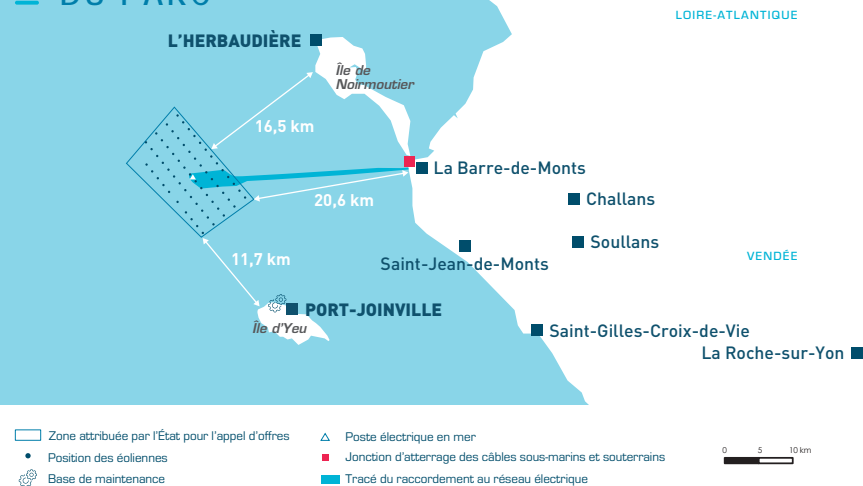 DU PARC
LOIRE-ATLANTIQUE
L'HERBAUDIÈRE
Île de
Noirmoutier
16,5 km
La Barre-de-Monts
20,6 km
Challans
Soullans
11,7 km
Saint-Jean-de-Monts
VENDÉE
PORT-JOINVILLE
Île d'Yeu
Saint-Gilles-Croix-de-Vie
La Roche-sur-Yon
Zone attribuée par l'État pour l'appel d'offres
Position des éoliennes
Base de maintenance
Poste électrique en mer
Jonction d'atterrage des câbles sous-marins et souterrains
Tracé du raccordement au réseau électrique
0 5 10 km